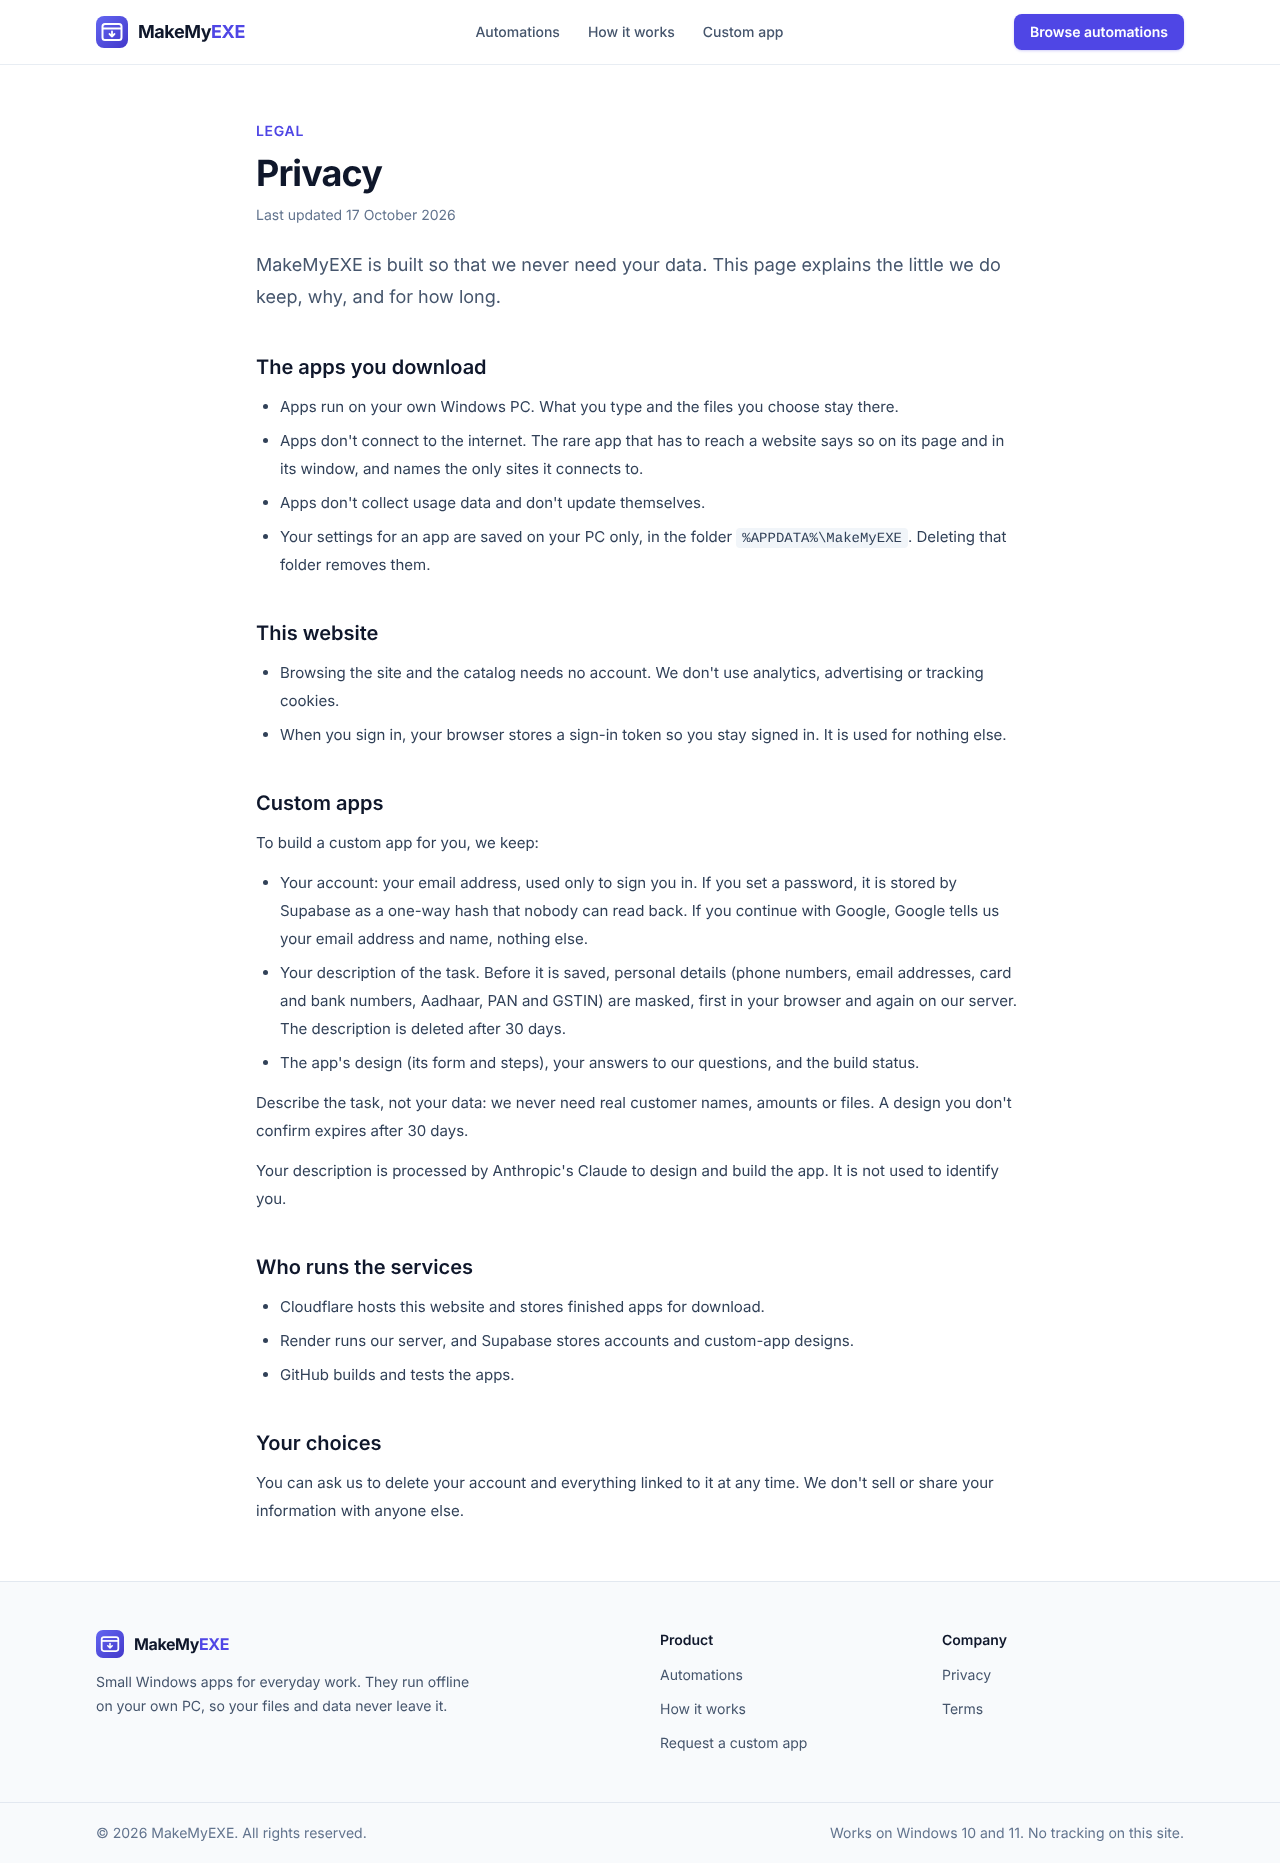 MakeMyEXE
Automations
How it works
Custom app
Browse automations
LEGAL
Privacy
Last updated 17 October 2026
MakeMyEXE is built so that we never need your data. This page explains the little we do
keep, why, and for how long.
The apps you download
• Apps run on your own Windows PC. What you type and the files you choose stay there.
• Apps don't connect to the internet. The rare app that has to reach a website says so on its page and in
its window, and names the only sites it connects to.
• Apps don't collect usage data and don't update themselves.
• Your settings for an app are saved on your PC only, in the folder %APPDATA%\MakeMyEXE. Deleting that
folder removes them.
This website
• Browsing the site and the catalog needs no account. We don't use analytics, advertising or tracking
cookies.
• When you sign in, your browser stores a sign-in token so you stay signed in. It is used for nothing else.
Custom apps
To build a custom app for you, we keep:
• Your account: your email address, used only to sign you in. If you set a password, it is stored by
Supabase as a one-way hash that nobody can read back. If you continue with Google, Google tells us
your email address and name, nothing else.
• Your description of the task. Before it is saved, personal details (phone numbers, email addresses, card
and bank numbers, Aadhaar, PAN and GSTIN) are masked, first in your browser and again on our server.
The description is deleted after 30 days.
• The app's design (its form and steps), your answers to our questions, and the build status.
Describe the task, not your data: we never need real customer names, amounts or files. A design you don't
confirm expires after 30 days.
Your description is processed by Anthropic's Claude to design and build the app. It is not used to identify
you.
Who runs the services
• Cloudflare hosts this website and stores finished apps for download.
• Render runs our server, and Supabase stores accounts and custom-app designs.
• GitHub builds and tests the apps.
Your choices
You can ask us to delete your account and everything linked to it at any time. We don't sell or share your
information with anyone else.
MakeMyEXE
Small Windows apps for everyday work. They run offline
on your own PC, so your files and data never leave it.
Product
Automations
How it works
Request a custom app
Company
Privacy
Terms
© 2026 MakeMyEXE. All rights reserved.
Works on Windows 10 and 11. No tracking on this site.